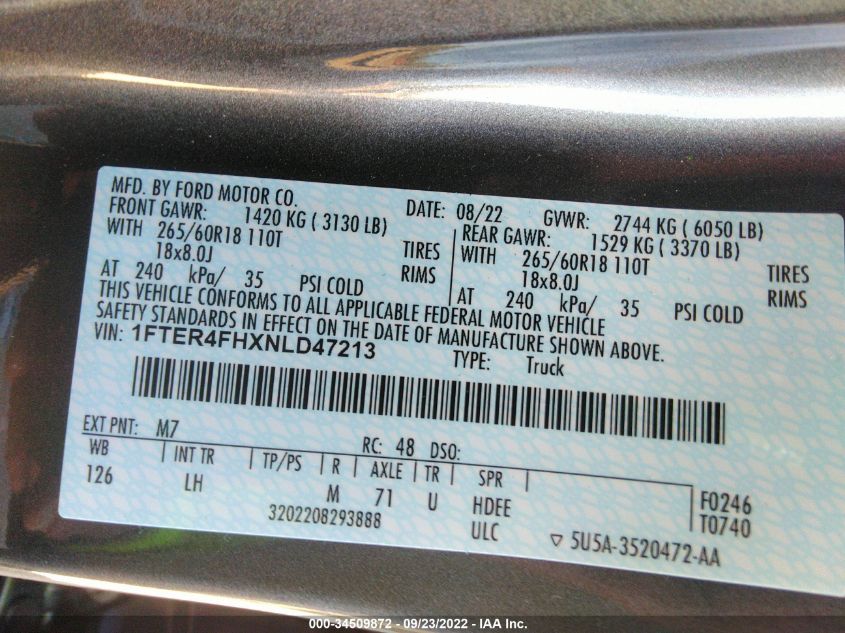 MFD. BY FORD MOTOR CO. DATE: 08/22 GVWR: 2744 KG ( 6050 LB)
FRONT GAWR: 1420 KG ( 3130 LB) REAR GAWR: 1529 KG ( 3370 LB)
WITH 265/60R18 110T TIRES WITH 265/60R18 110T TIRES
18x8.0J RIMS 18x8.0J RIMS
AT 240 kPa/ 35 PSI COLD AT 240 kPa/ 35 PSI COLD
THIS VEHICLE CONFORMS TO ALL APPLICABLE FEDERAL MOTOR VEHICLE
SAFETY STANDARDS IN EFFECT ON THE DATE OF MANUFACTURE SHOWN ABOVE.
VIN: 1FTER4FHXNLD47213 TYPE: Truck
EXT PNT: M7 RC: 48 DSO:
WB INT TR TP/PS R AXLE TR SPR
126 LH M 71 U HDEE F0246
3202208293888 ULC T0740
▽ 5U5A-3520472-AA
000-34509872 - 09/23/2022 - IAA Inc.